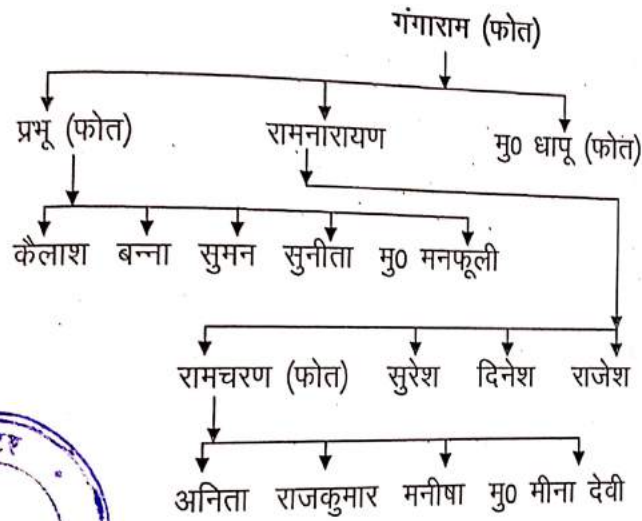 गंगाराम (फोत)
प्रभू (फोत) रामनारायण मु0 धापू (फोत)
कैलाश बन्ना सुमन सुनीता मु0 मनफूली
रामचरण (फोत) सुरेश दिनेश राजेश
अनिता राजकुमार मनीषा मु0 मीना देवी